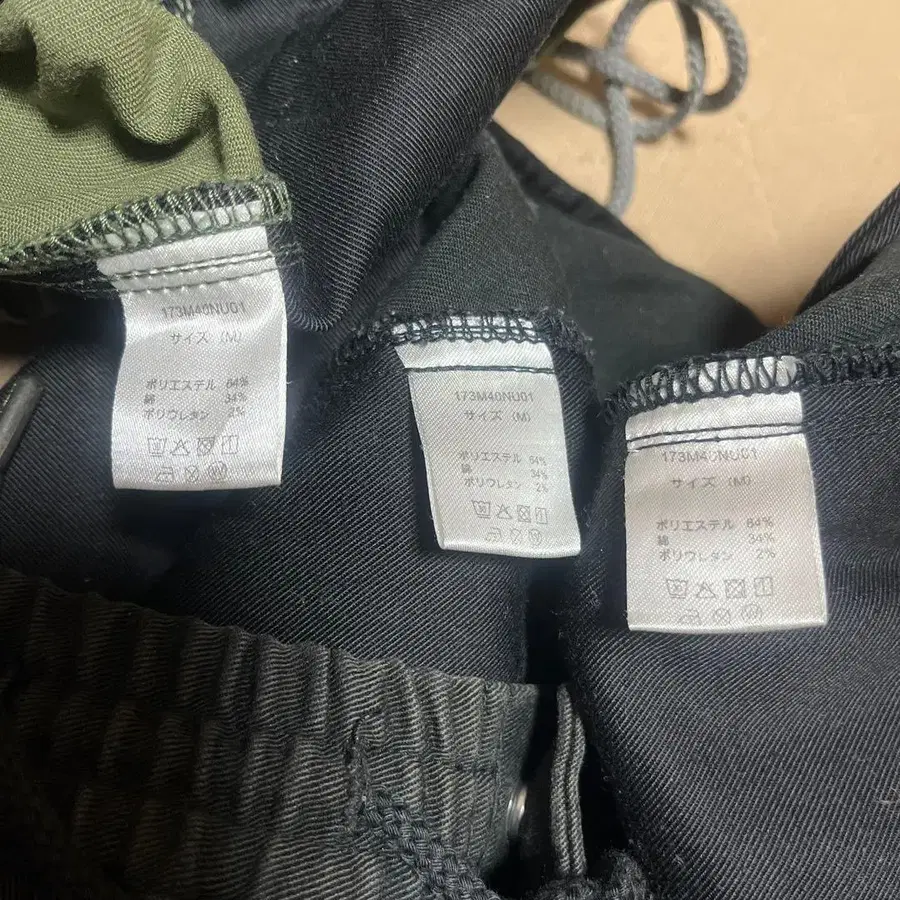 173M40NU01
サイズ (M)
ポリエステル 64%
綿 34%
ポリウレタン 2%
173M40NU01
サイズ (M)
ポリエステル 64%
綿 34%
ポリウレタン 2%
173M40NU01
サイズ (M)
ポリエステル 64%
綿 34%
ポリウレタン 2%